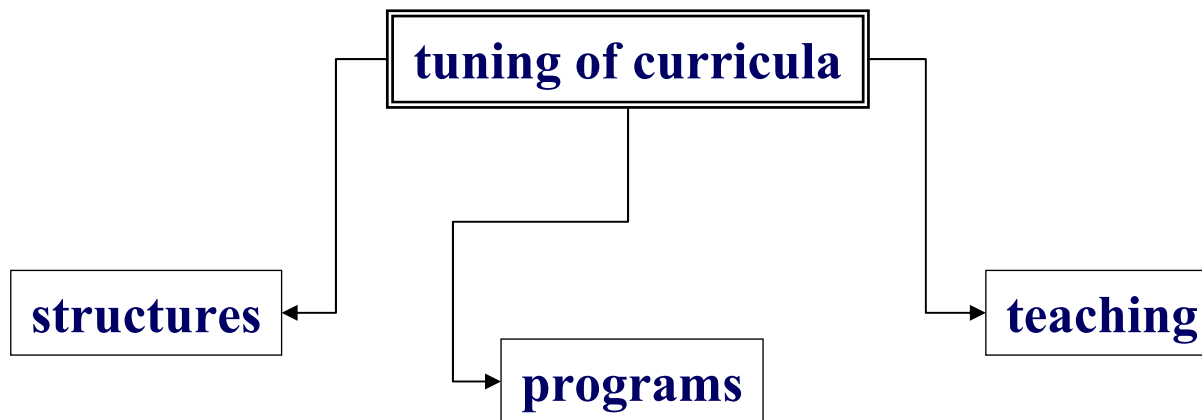 tuning of curricula
structures
teaching
programs